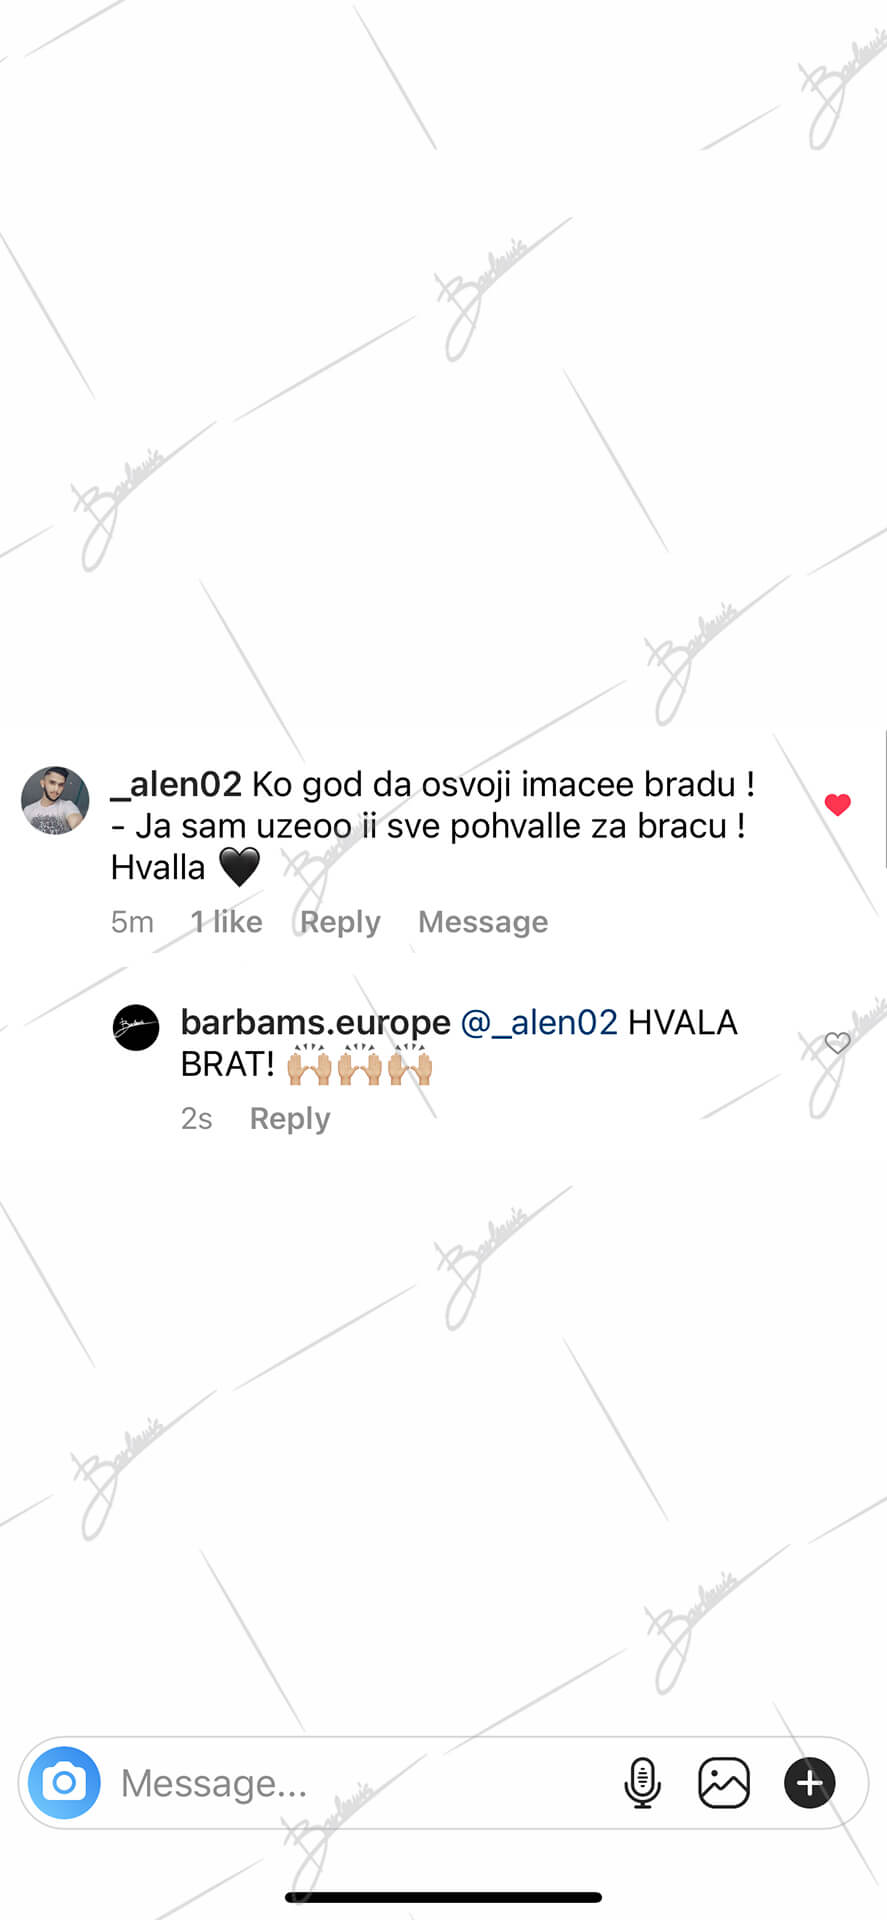 _alen02 Ko god da osvoji imacee bradu !
- Ja sam uzeoo ii sve pohvalle za bracu !
Hvalla 🖤
5m 1 like Reply Message
barbams.europe @_alen02 HVALA
BRAT! 🙌🏼🙌🏼🙌🏼
2s Reply
Message...